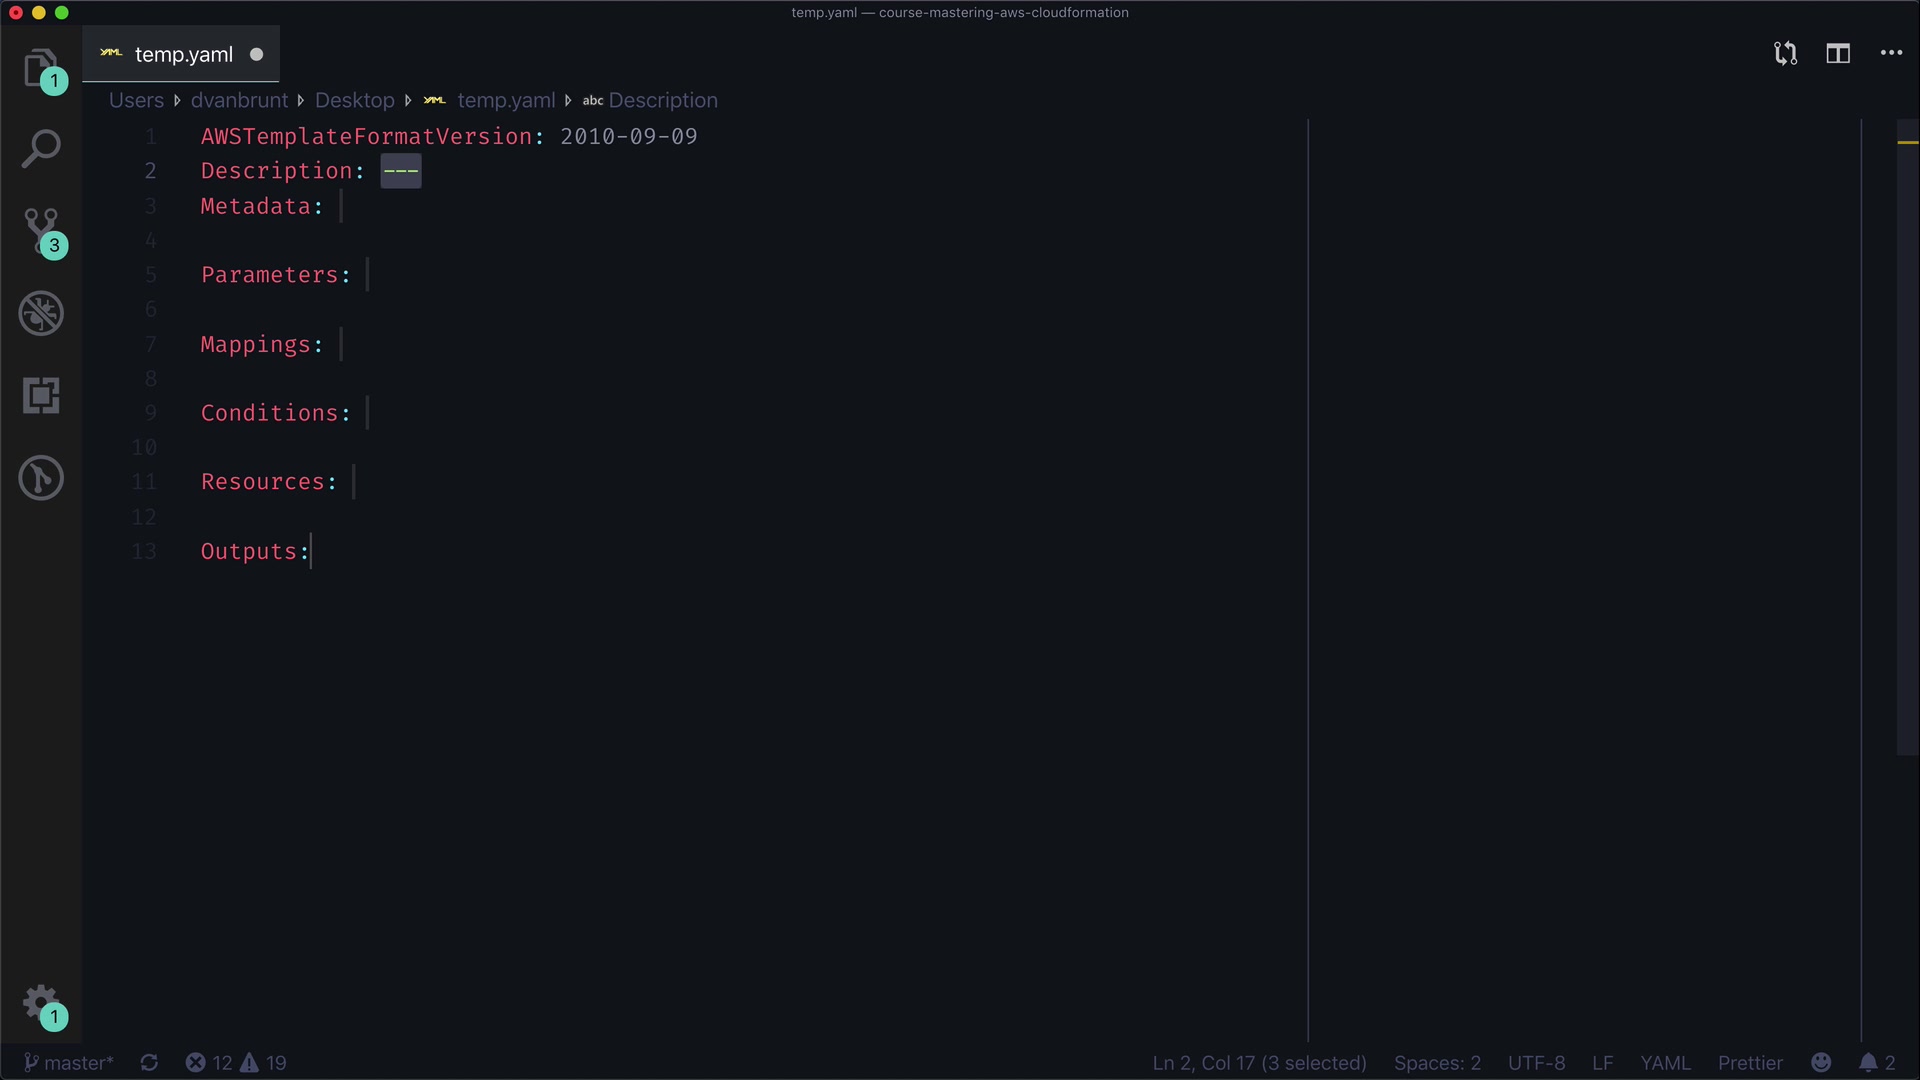 temp.yaml — course-mastering-aws-cloudformation
YAML temp.yaml
1
Users dvanbrunt Desktop YAML temp.yaml abc Description
1 AWSTemplateFormatVersion: 2010-09-09
2 Description: ---
3 Metadata:
4
5 Parameters:
6
7 Mappings:
8
9 Conditions:
10
11 Resources:
12
13 Outputs:
3
1
master* 12 19 Ln 2, Col 17 (3 selected) Spaces: 2 UTF-8 LF YAML Prettier 2